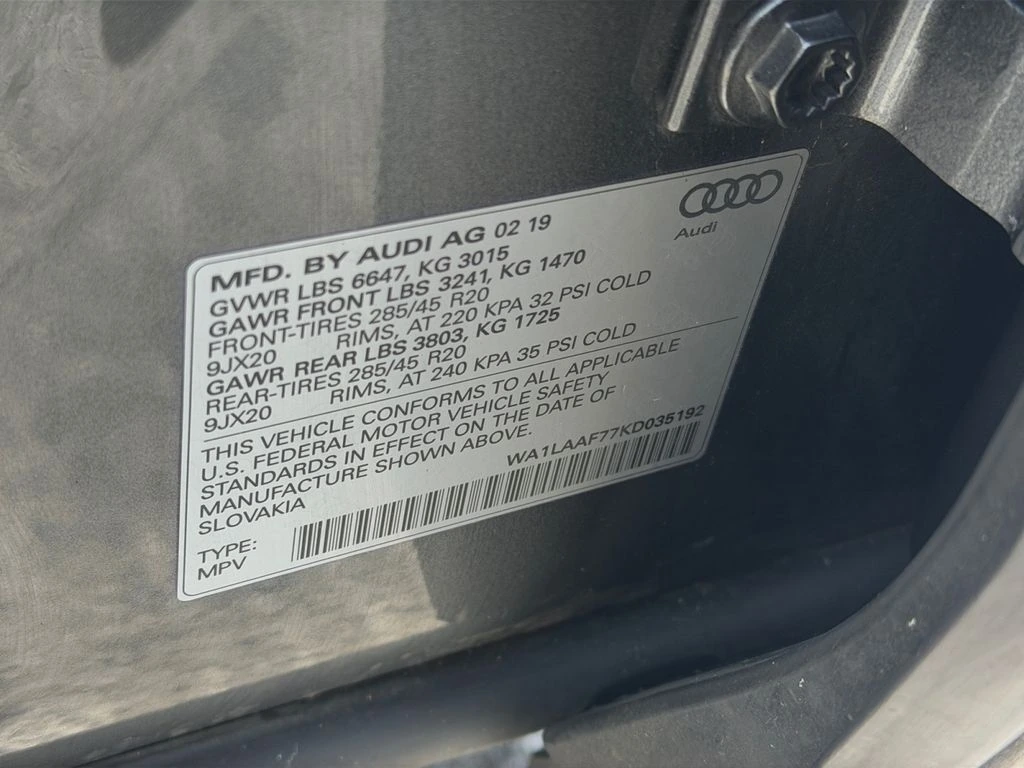 Audi
MFD. BY AUDI AG 02 19
GVWR LBS 6647, KG 3015
GAWR FRONT LBS 3241, KG 1470
FRONT-TIRES 285/45 R20
9JX20 RIMS, AT 220 KPA 32 PSI COLD
GAWR REAR LBS 3803, KG 1725
REAR-TIRES 285/45 R20
9JX20 RIMS, AT 240 KPA 35 PSI COLD
THIS VEHICLE CONFORMS TO ALL APPLICABLE
U.S. FEDERAL MOTOR VEHICLE SAFETY
STANDARDS IN EFFECT ON THE DATE OF
MANUFACTURE SHOWN ABOVE.
SLOVAKIA
WA1LAAF77KD035192
TYPE:
MPV